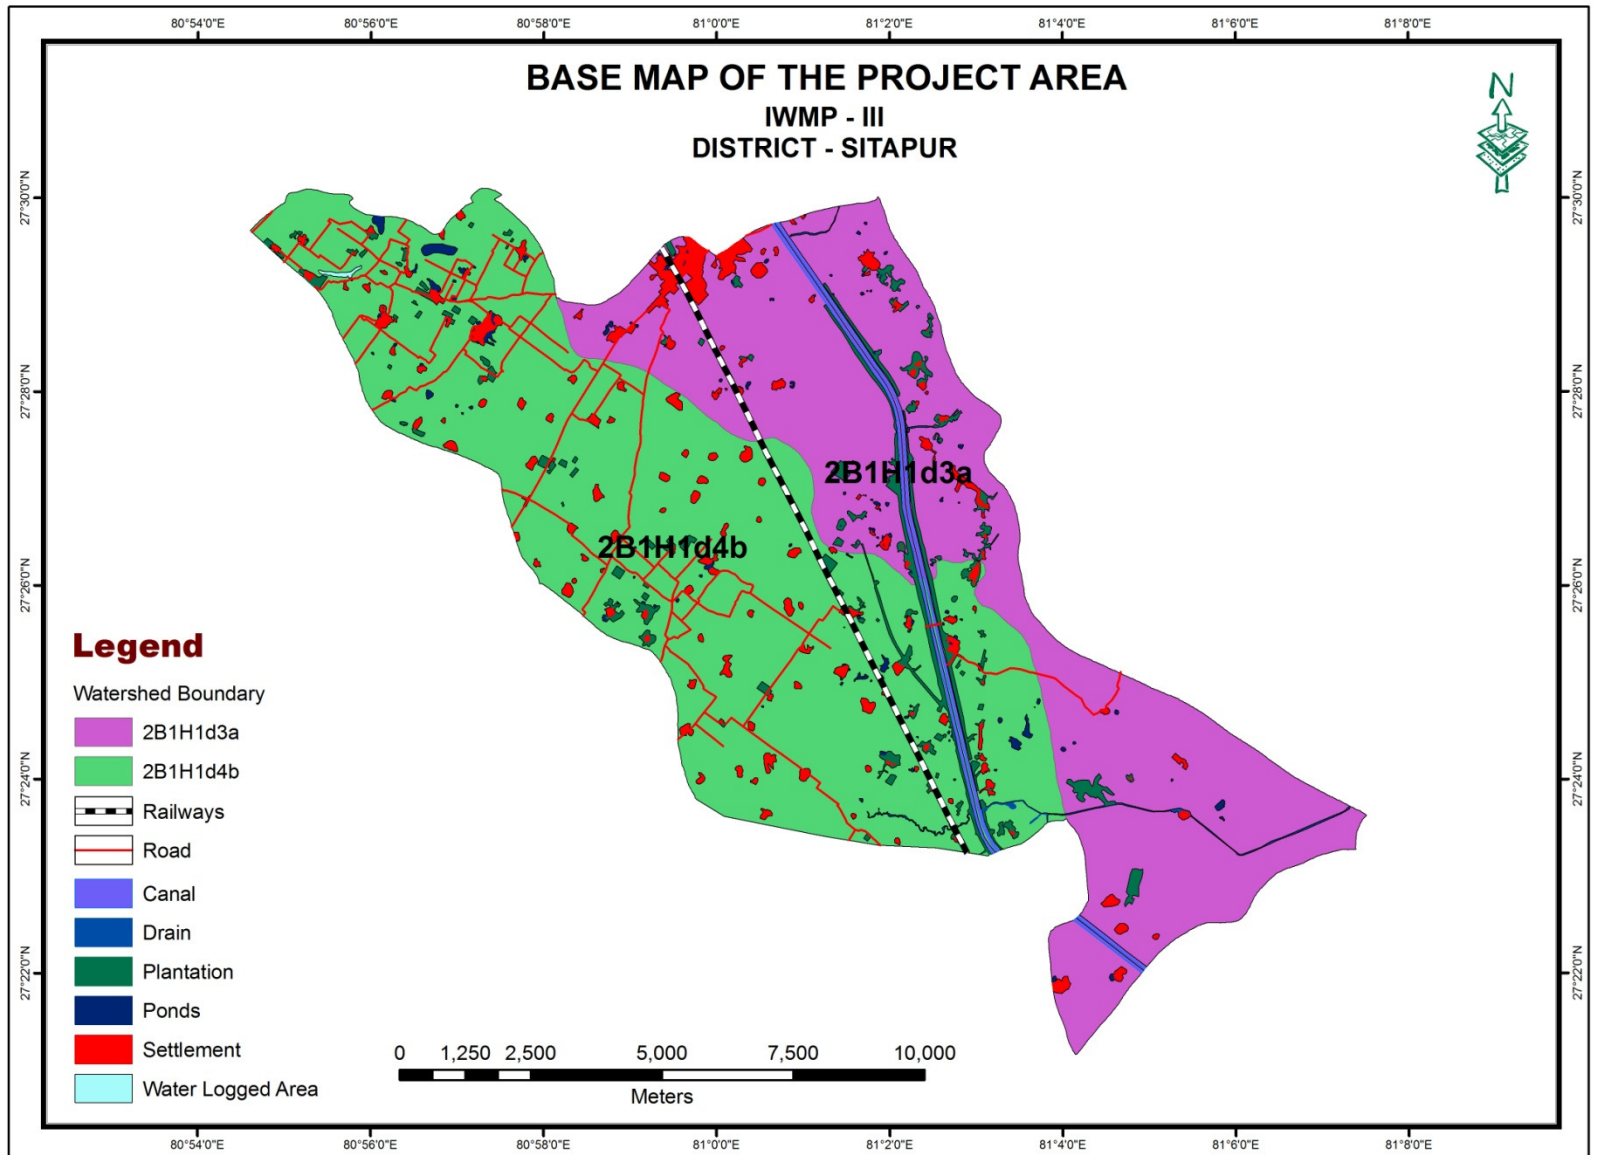 80°54'0"E 80°56'0"E 80°58'0"E 81°0'0"E 81°2'0"E 81°4'0"E 81°6'0"E 81°8'0"E
BASE MAP OF THE PROJECT AREA
IWMP - III
DISTRICT - SITAPUR
N
27°30'0"N 27°30'0"N
27°28'0"N 27°28'0"N
2B1H1d3a
2B1H1d4b
27°26'0"N 27°26'0"N
Legend
Watershed Boundary
2B1H1d3a
2B1H1d4b
27°24'0"N 27°24'0"N
Railways
Road
Canal
Drain
Plantation
27°22'0"N 27°22'0"N
Ponds
Settlement
Water Logged Area
0 1,250 2,500 5,000 7,500 10,000
Meters
80°54'0"E 80°56'0"E 80°58'0"E 81°0'0"E 81°2'0"E 81°4'0"E 81°6'0"E 81°8'0"E